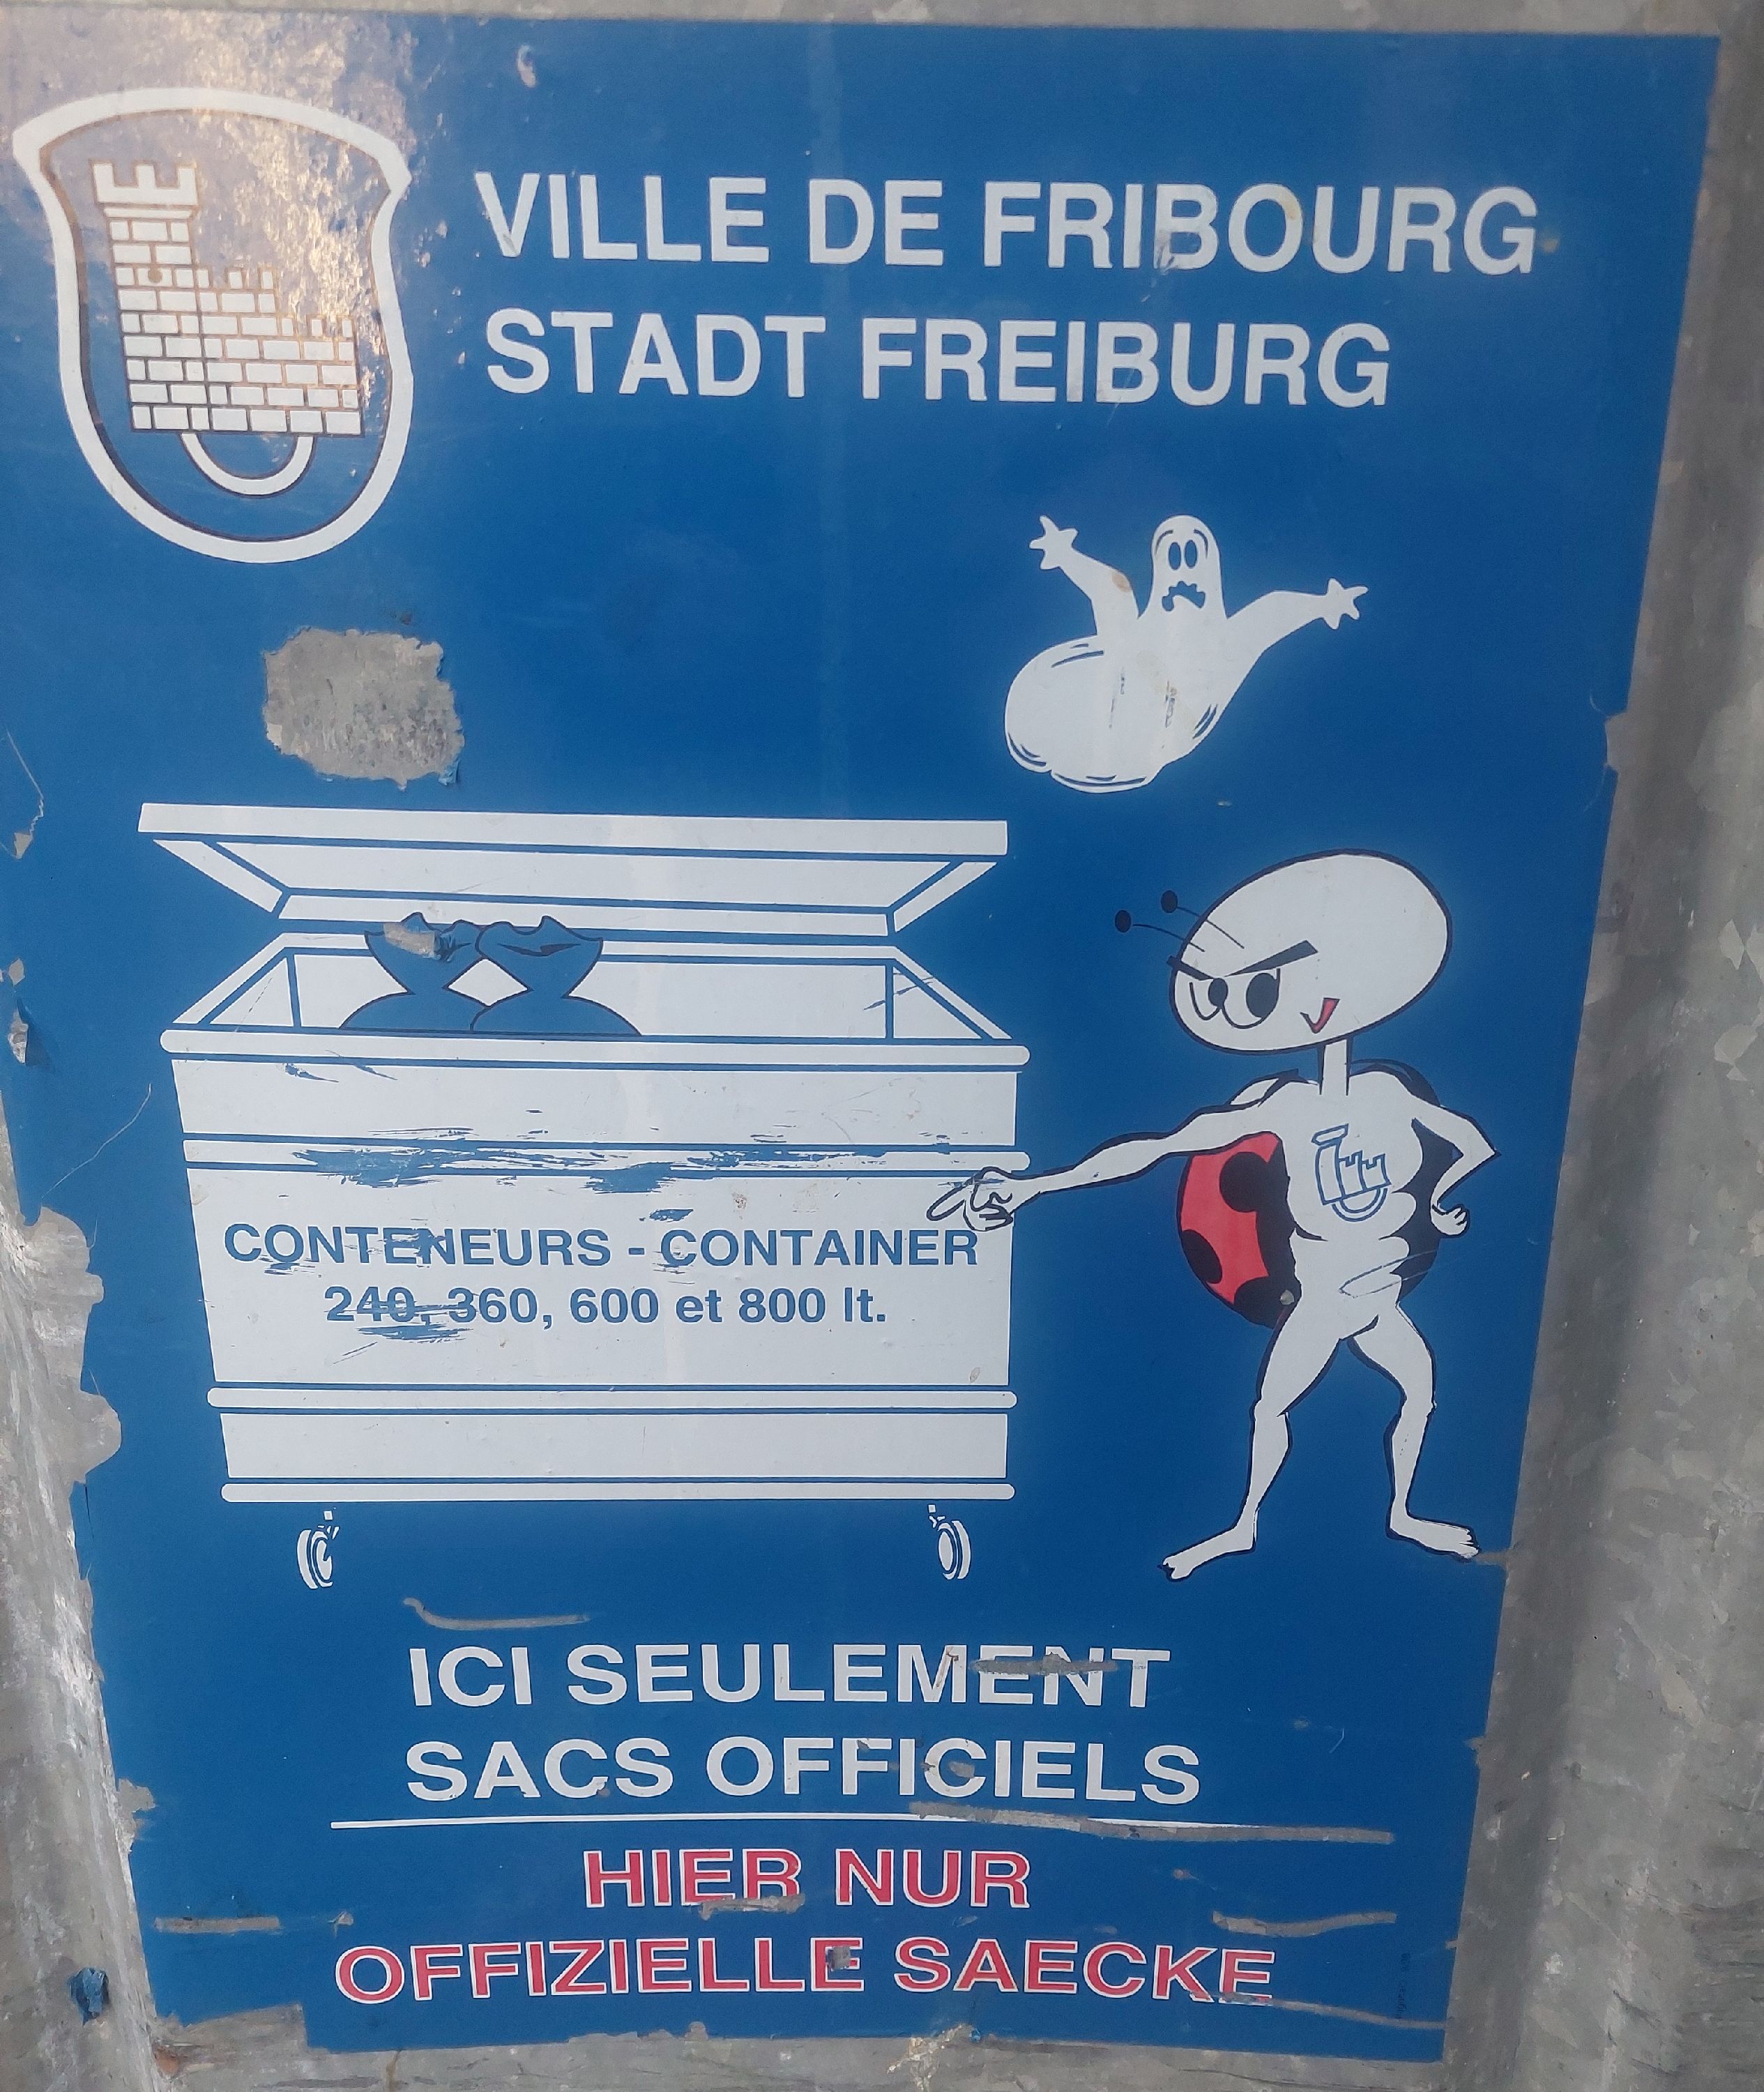 VILLE DE FRIBOURG
STADT FREIBURG
CONTENEURS - CONTAINER
240, 360, 600 et 800 lt.
ICI SEULEMENT
SACS OFFICIELS
HIER NUR
OFFIZIELLE SAECKE